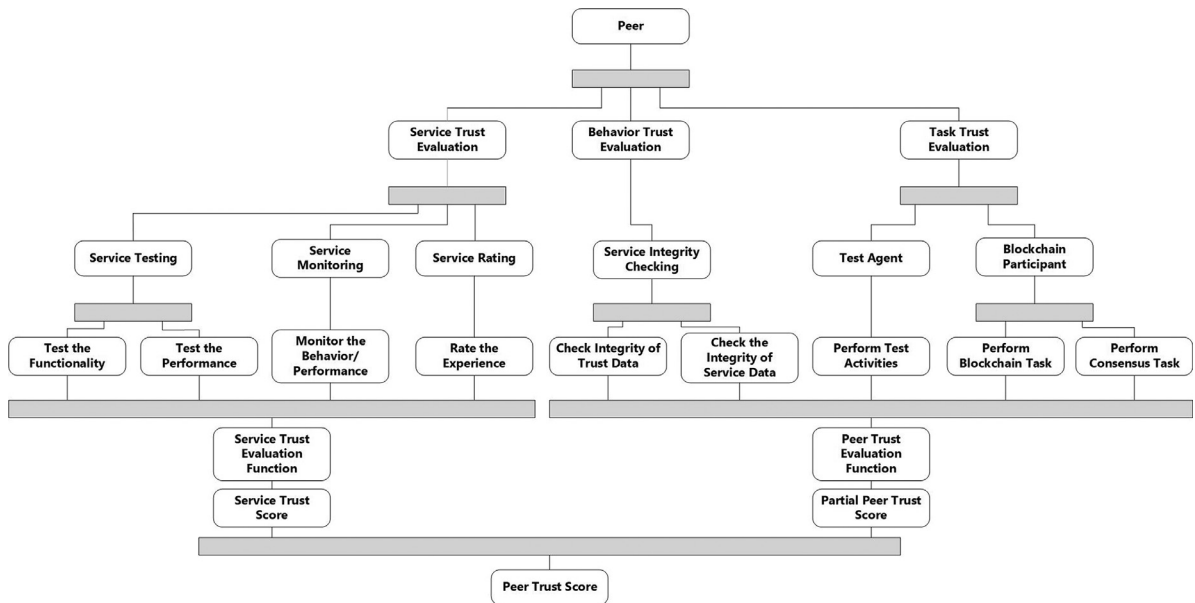 Peer
Service Trust
Evaluation
Behavior Trust
Evaluation
Task Trust
Evaluation
Service Testing
Service
Monitoring
Service Rating
Service Integrity
Checking
Test Agent
Blockchain
Participant
Test the
Functionality
Test the
Performance
Monitor the
Behavior/
Performance
Rate the
Experience
Check Integrity of
Trust Data
Check the
Integrity of
Service Data
Perform Test
Activities
Perform
Blockchain Task
Perform
Consensus Task
Service Trust
Evaluation
Function
Peer Trust
Evaluation
Function
Service Trust
Score
Partial Peer Trust
Score
Peer Trust Score